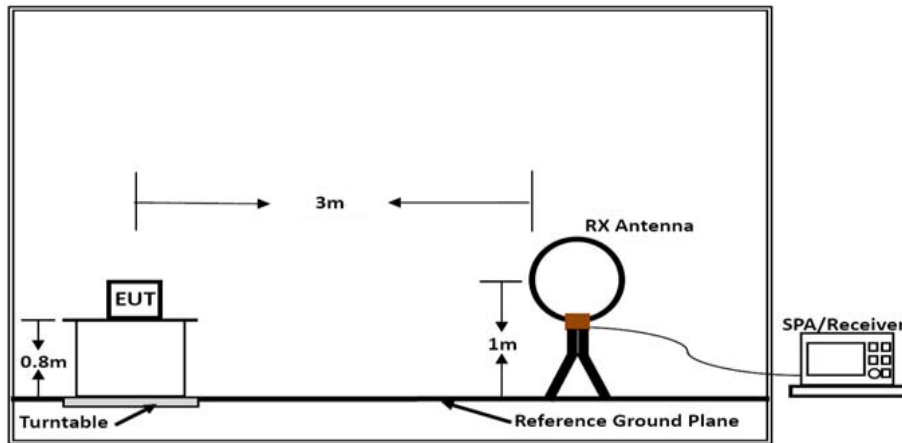 3m
RX Antenna
EUT
SPA/Receiver
0.8m
1m
Turntable
Reference Ground Plane